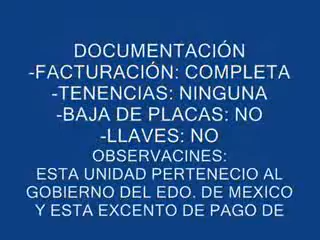 DOCUMENTACIÓN
-FACTURACIÓN: COMPLETA
-TENENCIAS: NINGUNA
-BAJA DE PLACAS: NO
-LLAVES: NO
OBSERVACINES:
ESTA UNIDAD PERTENECIO AL
GOBIERNO DEL EDO. DE MEXICO
Y ESTA EXCENTO DE PAGO DE